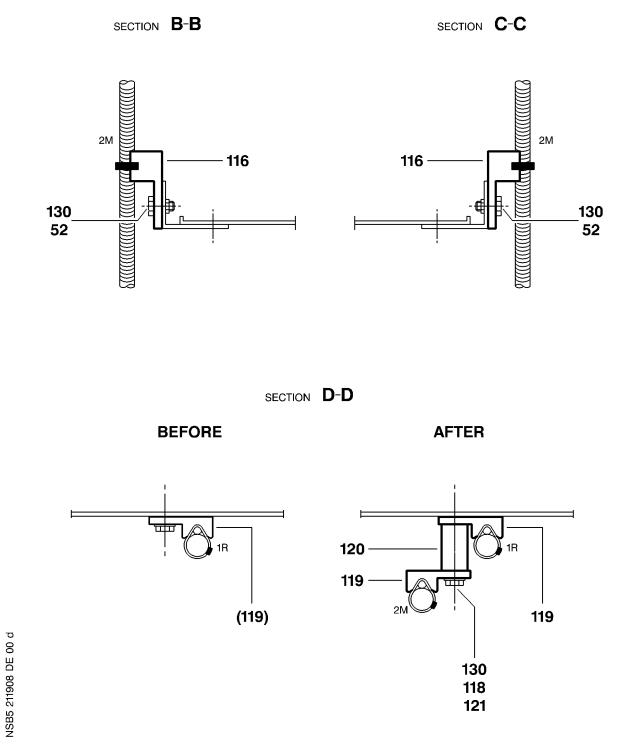 SECTION B-B
SECTION C-C
2M
2M
116
116
130
52
130
52
SECTION D-D
BEFORE
AFTER
1R
(119)
120
119
2M
1R
119
130
118
121
NSB5 211908 DE 00 d